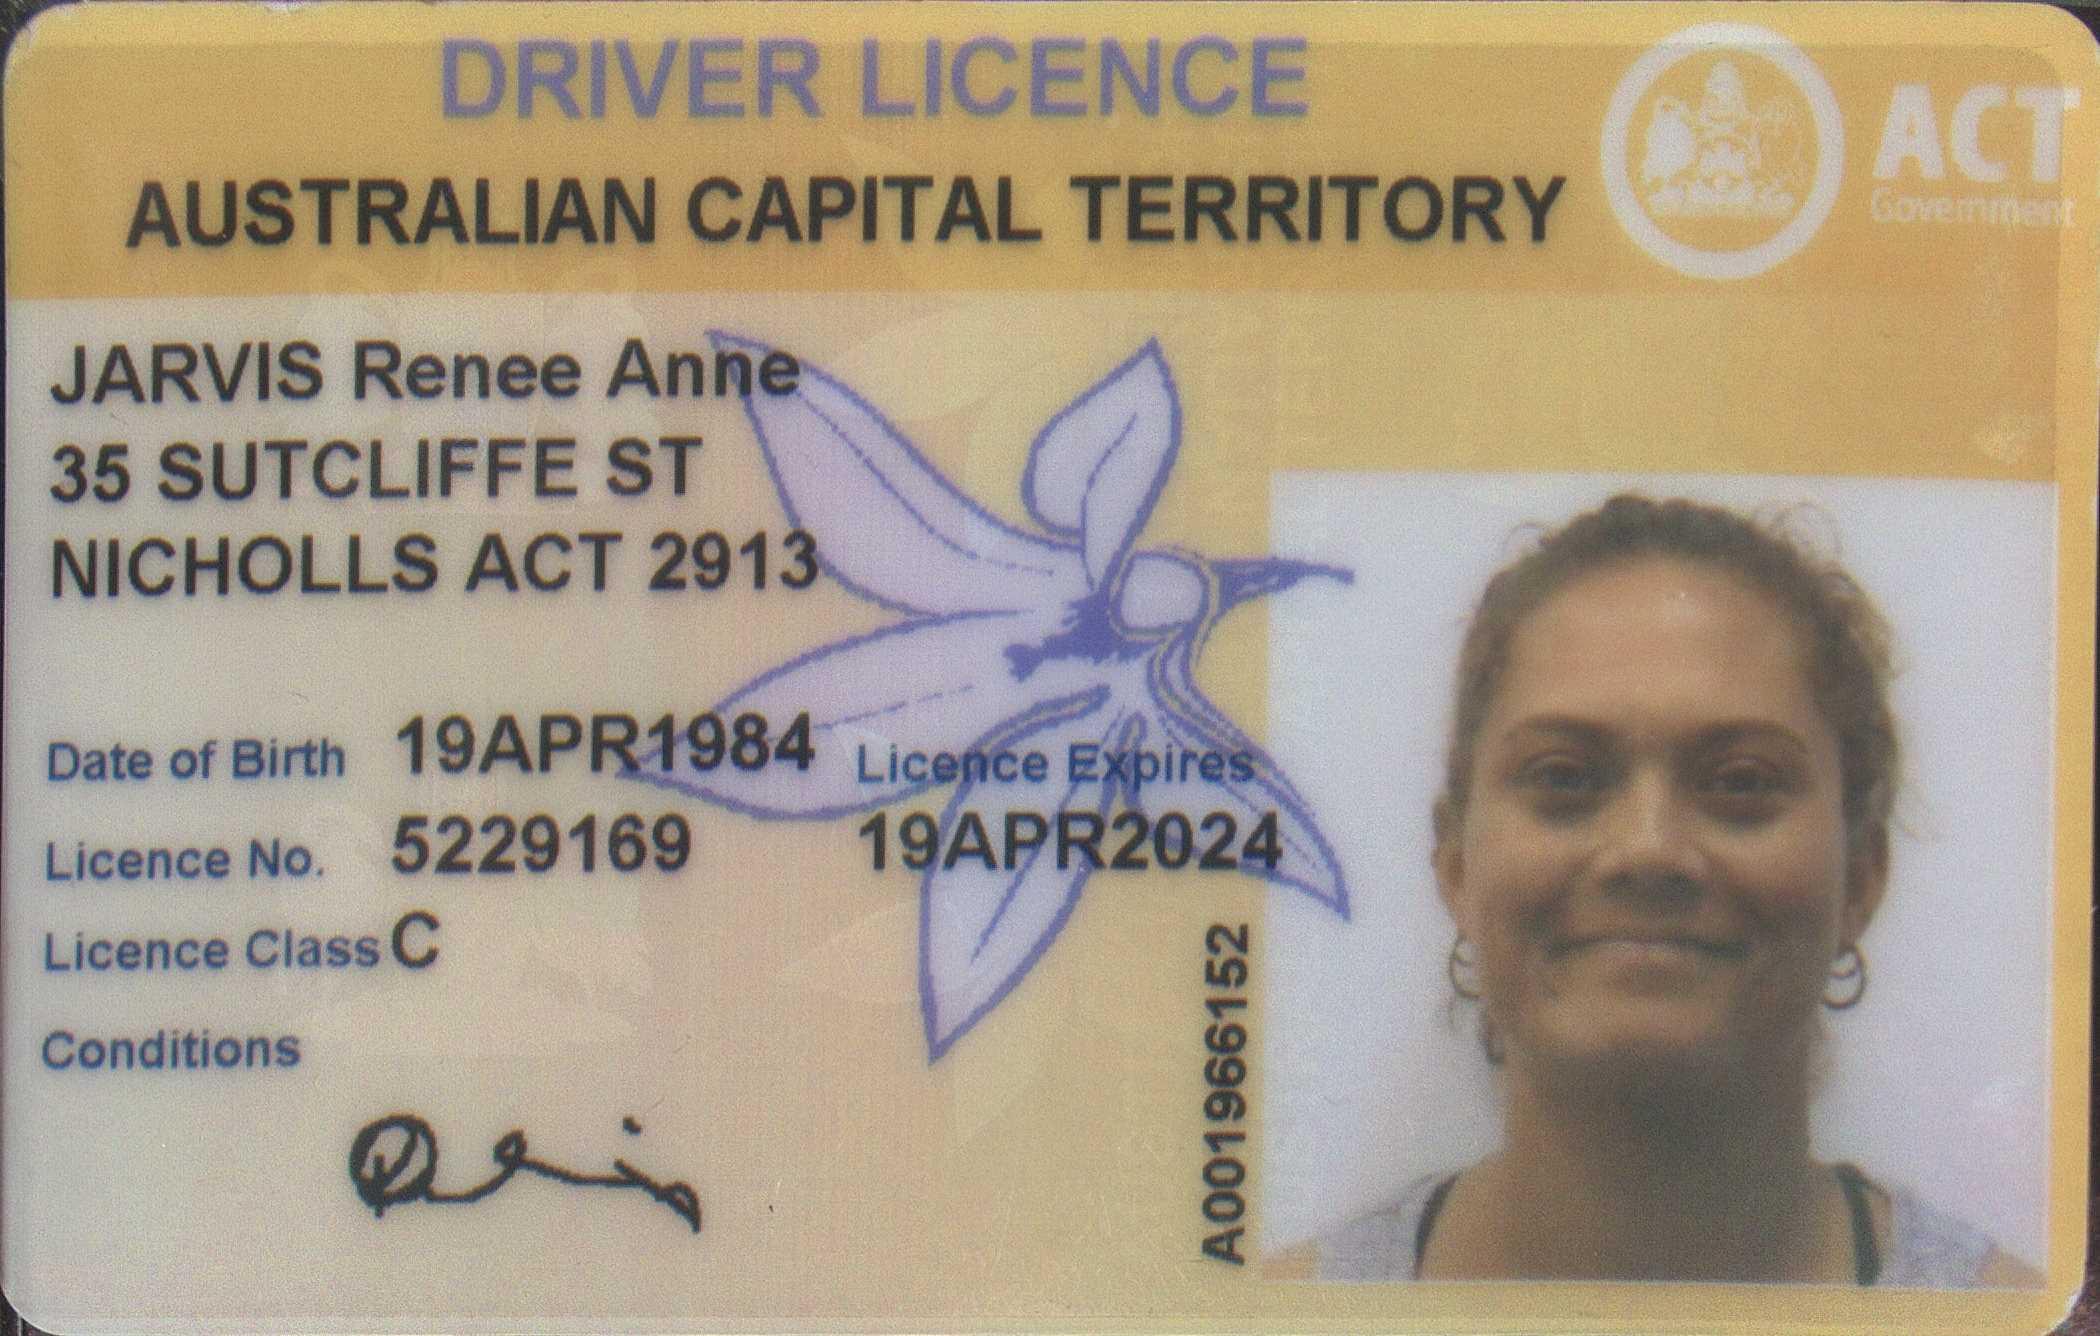 DRIVER LICENCE
ACT
Government
AUSTRALIAN CAPITAL TERRITORY
JARVIS Renee Anne
35 SUTCLIFFE ST
NICHOLLS ACT 2913
Date of Birth 19APR1984 Licence Expires
Licence No. 5229169 19APR2024
Licence Class C
Conditions
A001966152